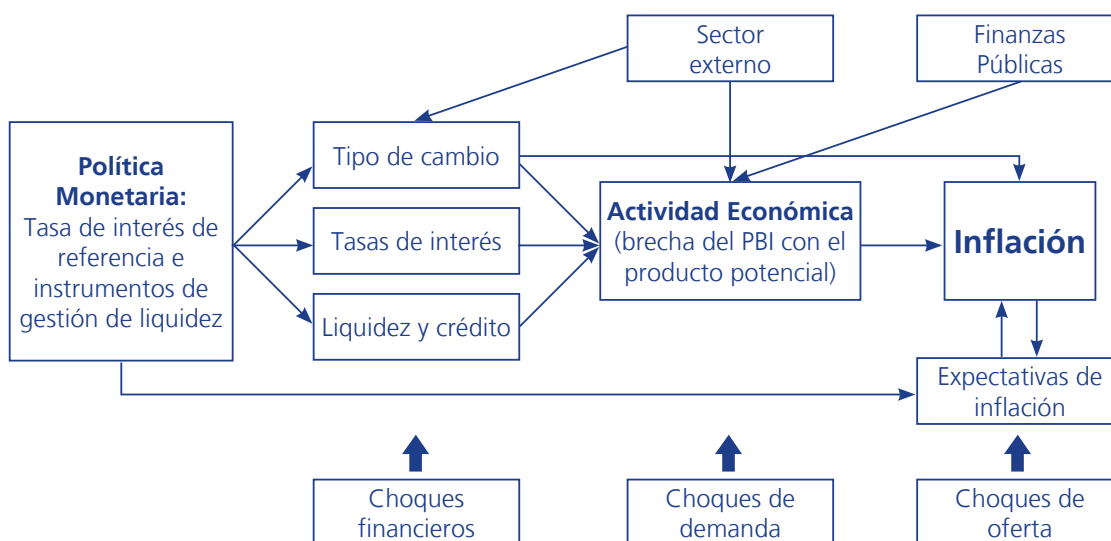 Sector
externo
Finanzas
Públicas
Política
Monetaria:
Tasa de interés de
referencia e
instrumentos de
gestión de liquidez
Tipo de cambio
Tasas de interés
Liquidez y crédito
Actividad Económica
(brecha del PBI con el
producto potencial)
Inflación
Expectativas de
inflación
Choques
financieros
Choques de
demanda
Choques de
oferta